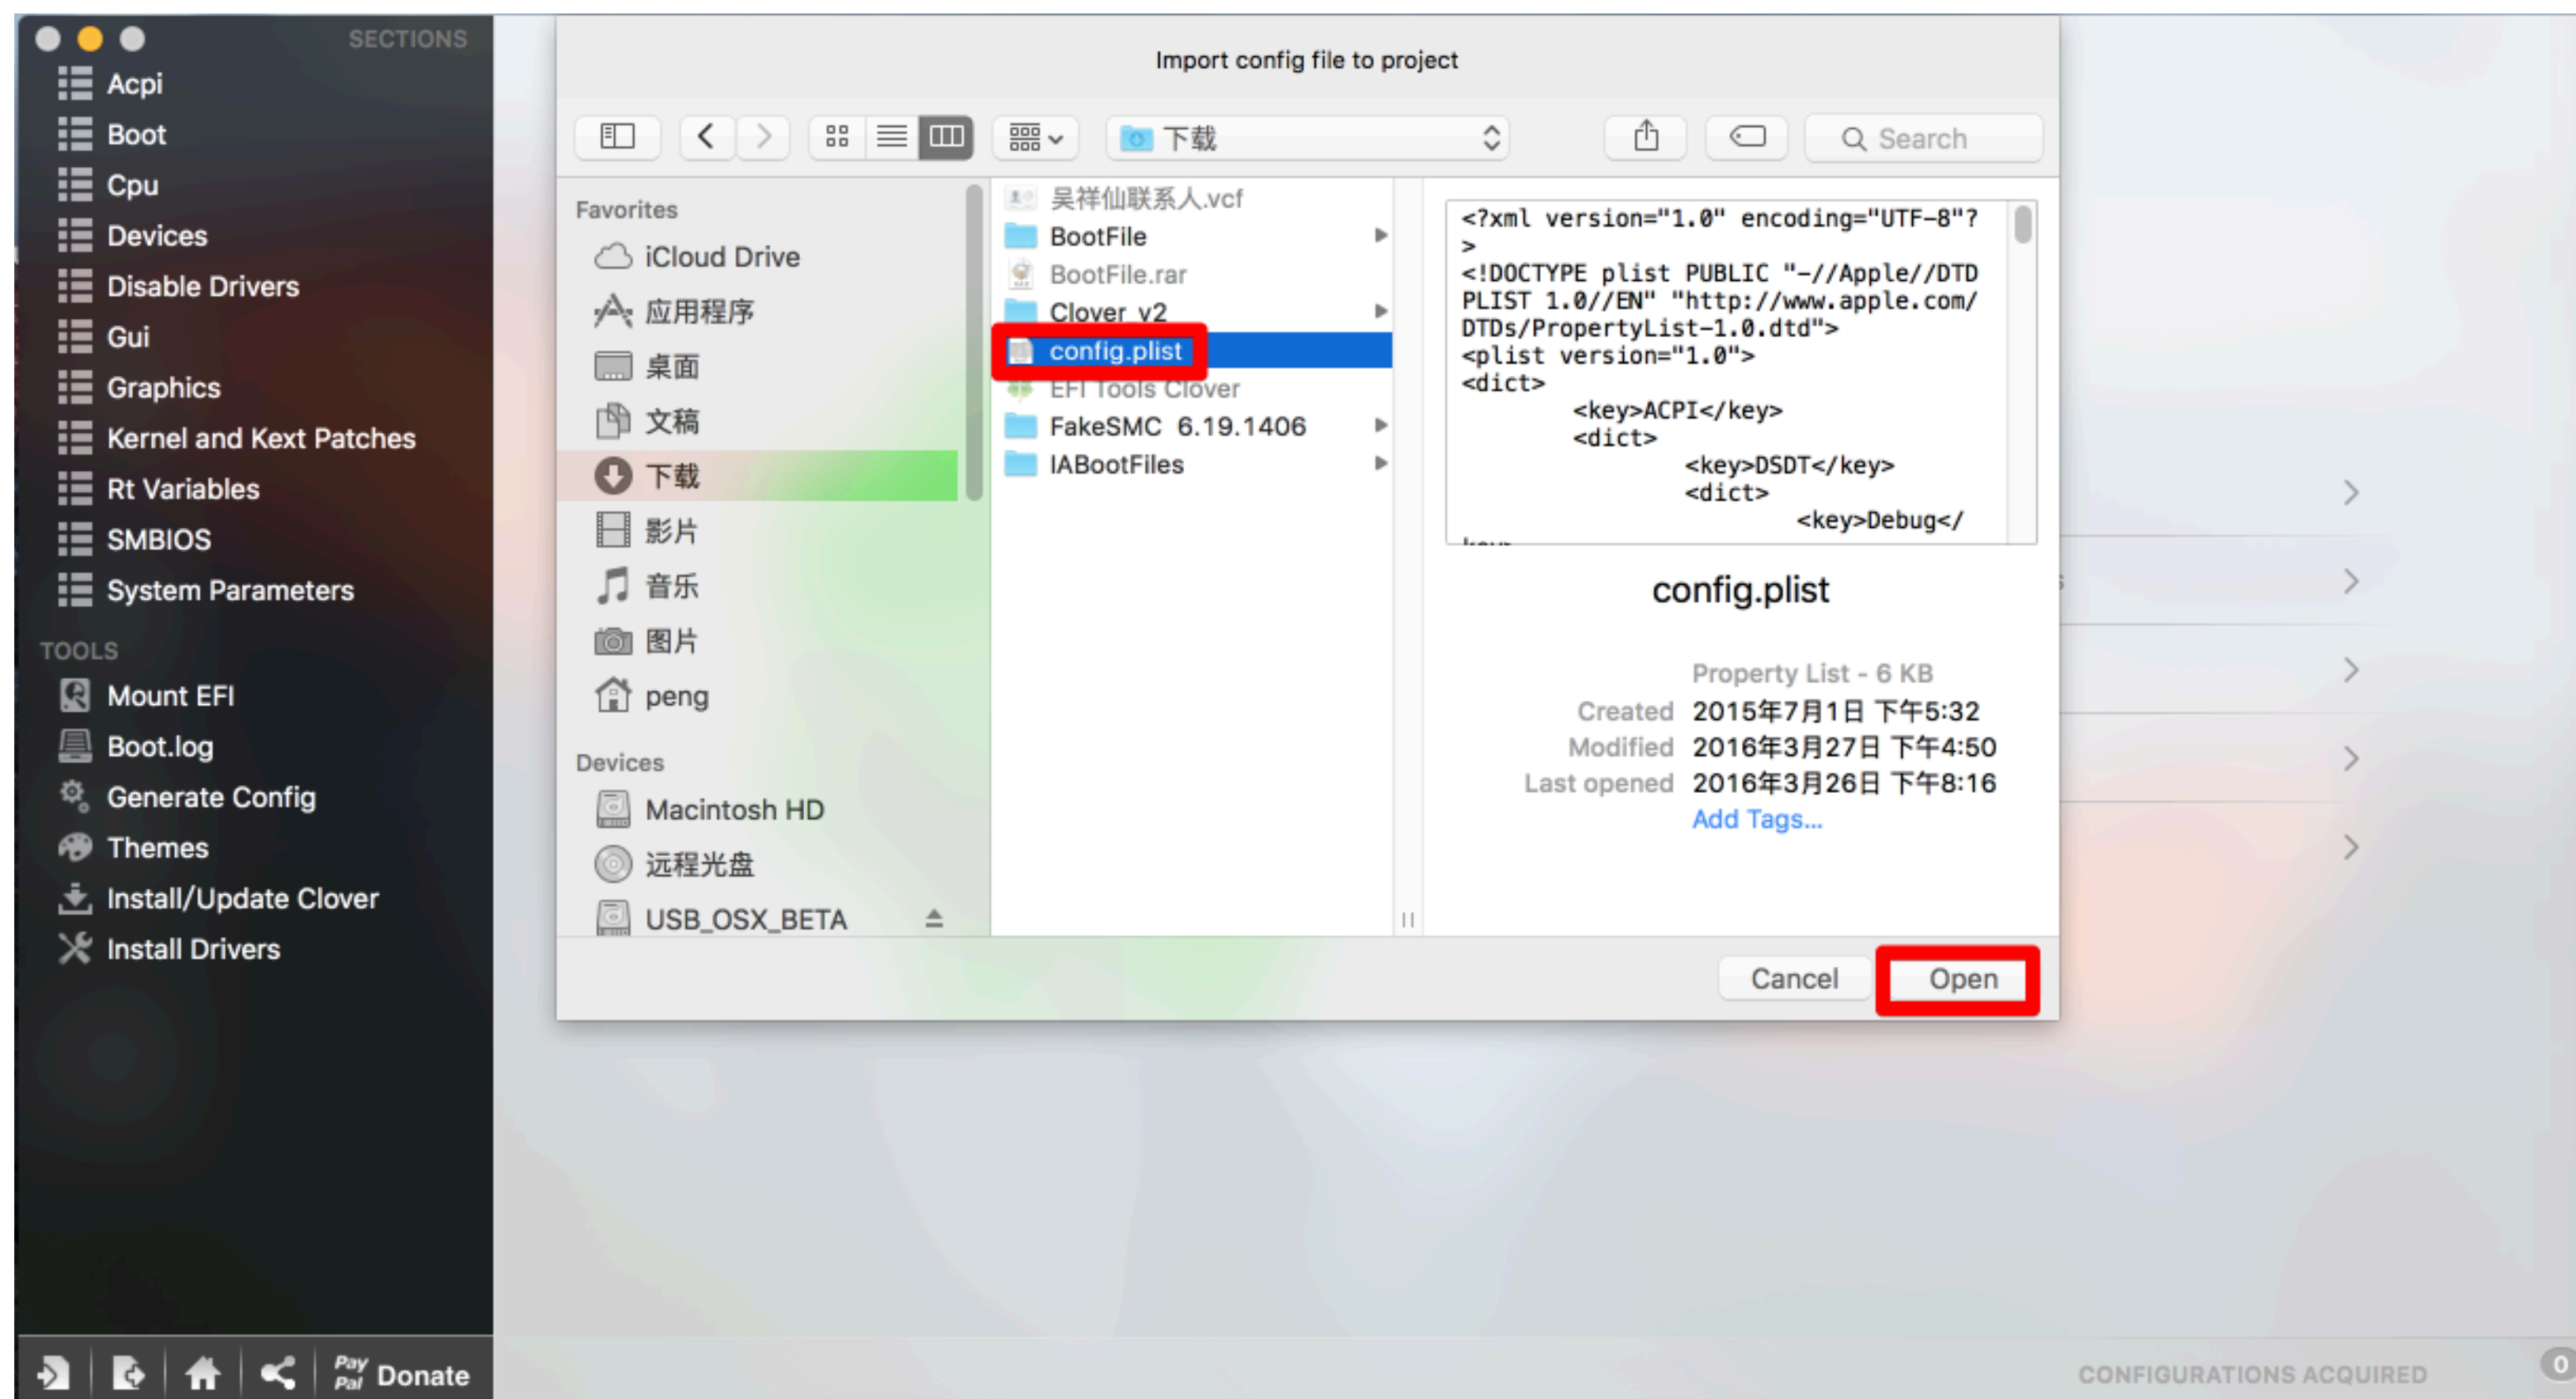 SECTIONS
Acpi
Boot
Cpu
Devices
Disable Drivers
Gui
Graphics
Kernel and Kext Patches
Rt Variables
SMBIOS
System Parameters
TOOLS
Mount EFI
Boot.log
Generate Config
Themes
Install/Update Clover
Install Drivers
Pay
Pal
Donate
Import config file to project
下载
Search
Favorites
iCloud Drive
应用程序
桌面
文稿
下载
影片
音乐
图片
peng
Devices
Macintosh HD
远程光盘
USB_OSX_BETA
吴祥仙联系人.vcf
BootFile
BootFile.rar
Clover_v2
config.plist
EFI Tools Clover
FakeSMC 6.19.1406
IABootFiles
<?xml version="1.0" encoding="UTF-8"?
>
<!DOCTYPE plist PUBLIC "-//Apple//DTD
PLIST 1.0//EN" "http://www.apple.com/
DTDs/PropertyList-1.0.dtd">
<plist version="1.0">
<dict>
<key>ACPI</key>
<dict>
<key>DSDT</key>
<dict>
<key>Debug</
config.plist
Property List - 6 KB
Created 2015年7月1日 下午5:32
Modified 2016年3月27日 下午4:50
Last opened 2016年3月26日 下午8:16
Add Tags...
Cancel
Open
CONFIGURATIONS ACQUIRED
0